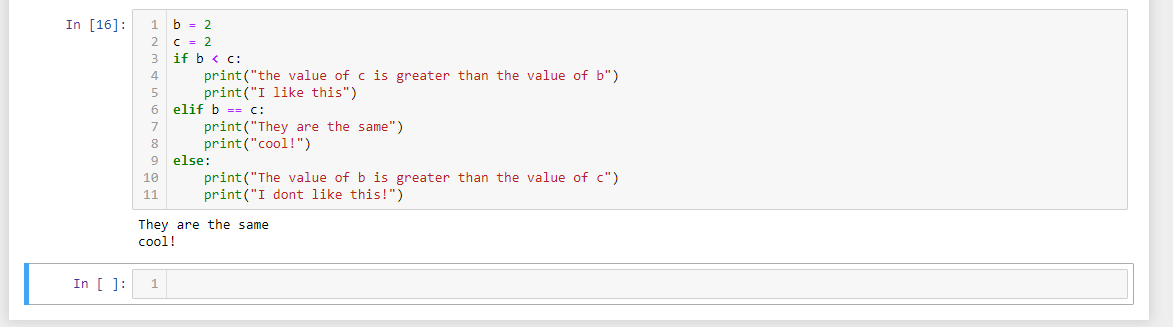 In [16]:
1 b = 2
2 c = 2
3 if b < c:
4     print("the value of c is greater than the value of b")
5     print("I like this")
6 elif b == c:
7     print("They are the same")
8     print("cool!")
9 else:
10     print("The value of b is greater than the value of c")
11     print("I dont like this!")
They are the same
cool!
In [ ]: 1